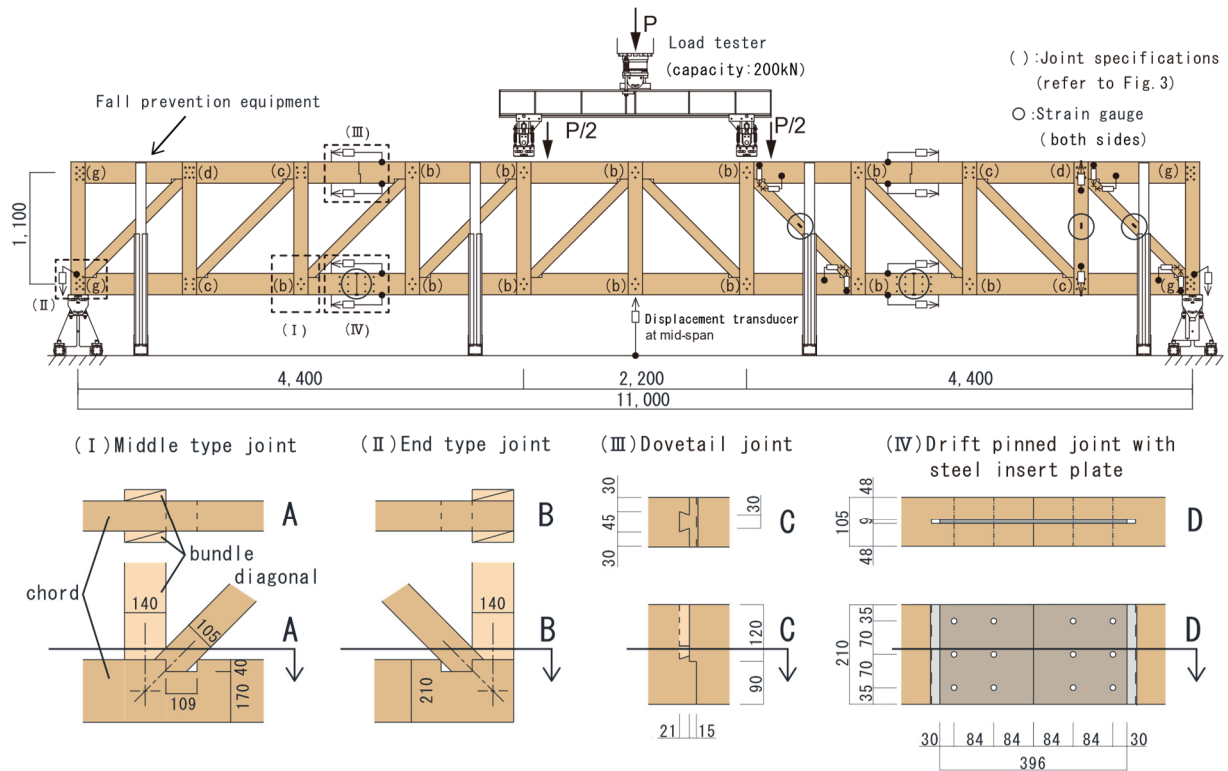 P
Load tester
(capacity:200kN)
( ):Joint specifications
(refer to Fig.3)
○:Strain gauge
(both sides)
Fall prevention equipment
(Ⅲ)
P/2
P/2
(g)
(d)
(c)
(b)
(b)
(b)
(b)
(b)
(c)
(d)
(g)
1,100
(g)
(c)
(b)
(b)
(b)
(b)
(b)
(b)
(b)
(c)
(g)
(Ⅱ)
(Ⅰ)
(Ⅳ)
Displacement transducer
at mid-span
4,400
2,200
4,400
11,000
(Ⅰ)Middle type joint
A
bundle
diagonal
chord
140
105
A
40
170
109
(Ⅱ)End type joint
B
140
B
210
(Ⅲ)Dovetail joint
30
45
30
30
C
C
120
90
21
15
(Ⅳ)Drift pinned joint with
steel insert plate
48
105
9
48
D
35
70
210
70
35
D
30
84
84
84
84
30
396